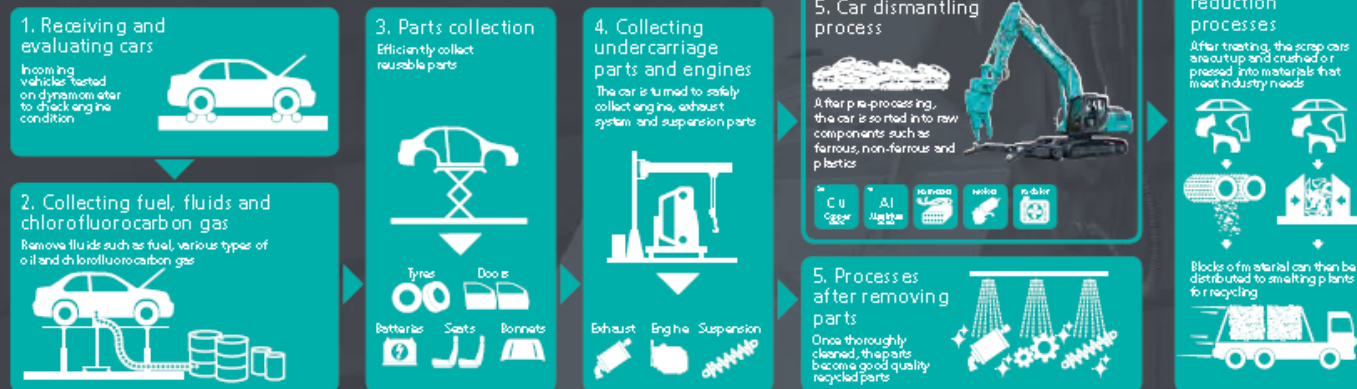 1. Receiving and
evaluating cars
Incoming
vehicles tested
on dynamometer
to check engine
condition
2. Collecting fuel, fluids and
chlorofluorocarbon gas
Remove fluids such as fuel, various types of
oil and chlorofluorocarbon gas
3. Parts collection
Efficiently collect
reusable parts
Tyres Doors
Batteries Seats Bonnets
4. Collecting
undercarriage
parts and engines
The car is turned to safely
collect engine, exhaust
system and suspension parts
Exhaust Engine Suspension
5. Car dismantling
process
After pre-processing,
the car is sorted into raw
components such as
ferrous, non-ferrous and
plastics
Cu
Copper
Al
5. Processes
after removing
parts
Once thoroughly
cleaned, the parts
become good quality
recycled parts
reduction
processes
After treating, the scrap cars
are cut up and crushed or
pressed into materials that
meet industry needs
Blocks of material can then be
distributed to smelting plants
for recycling